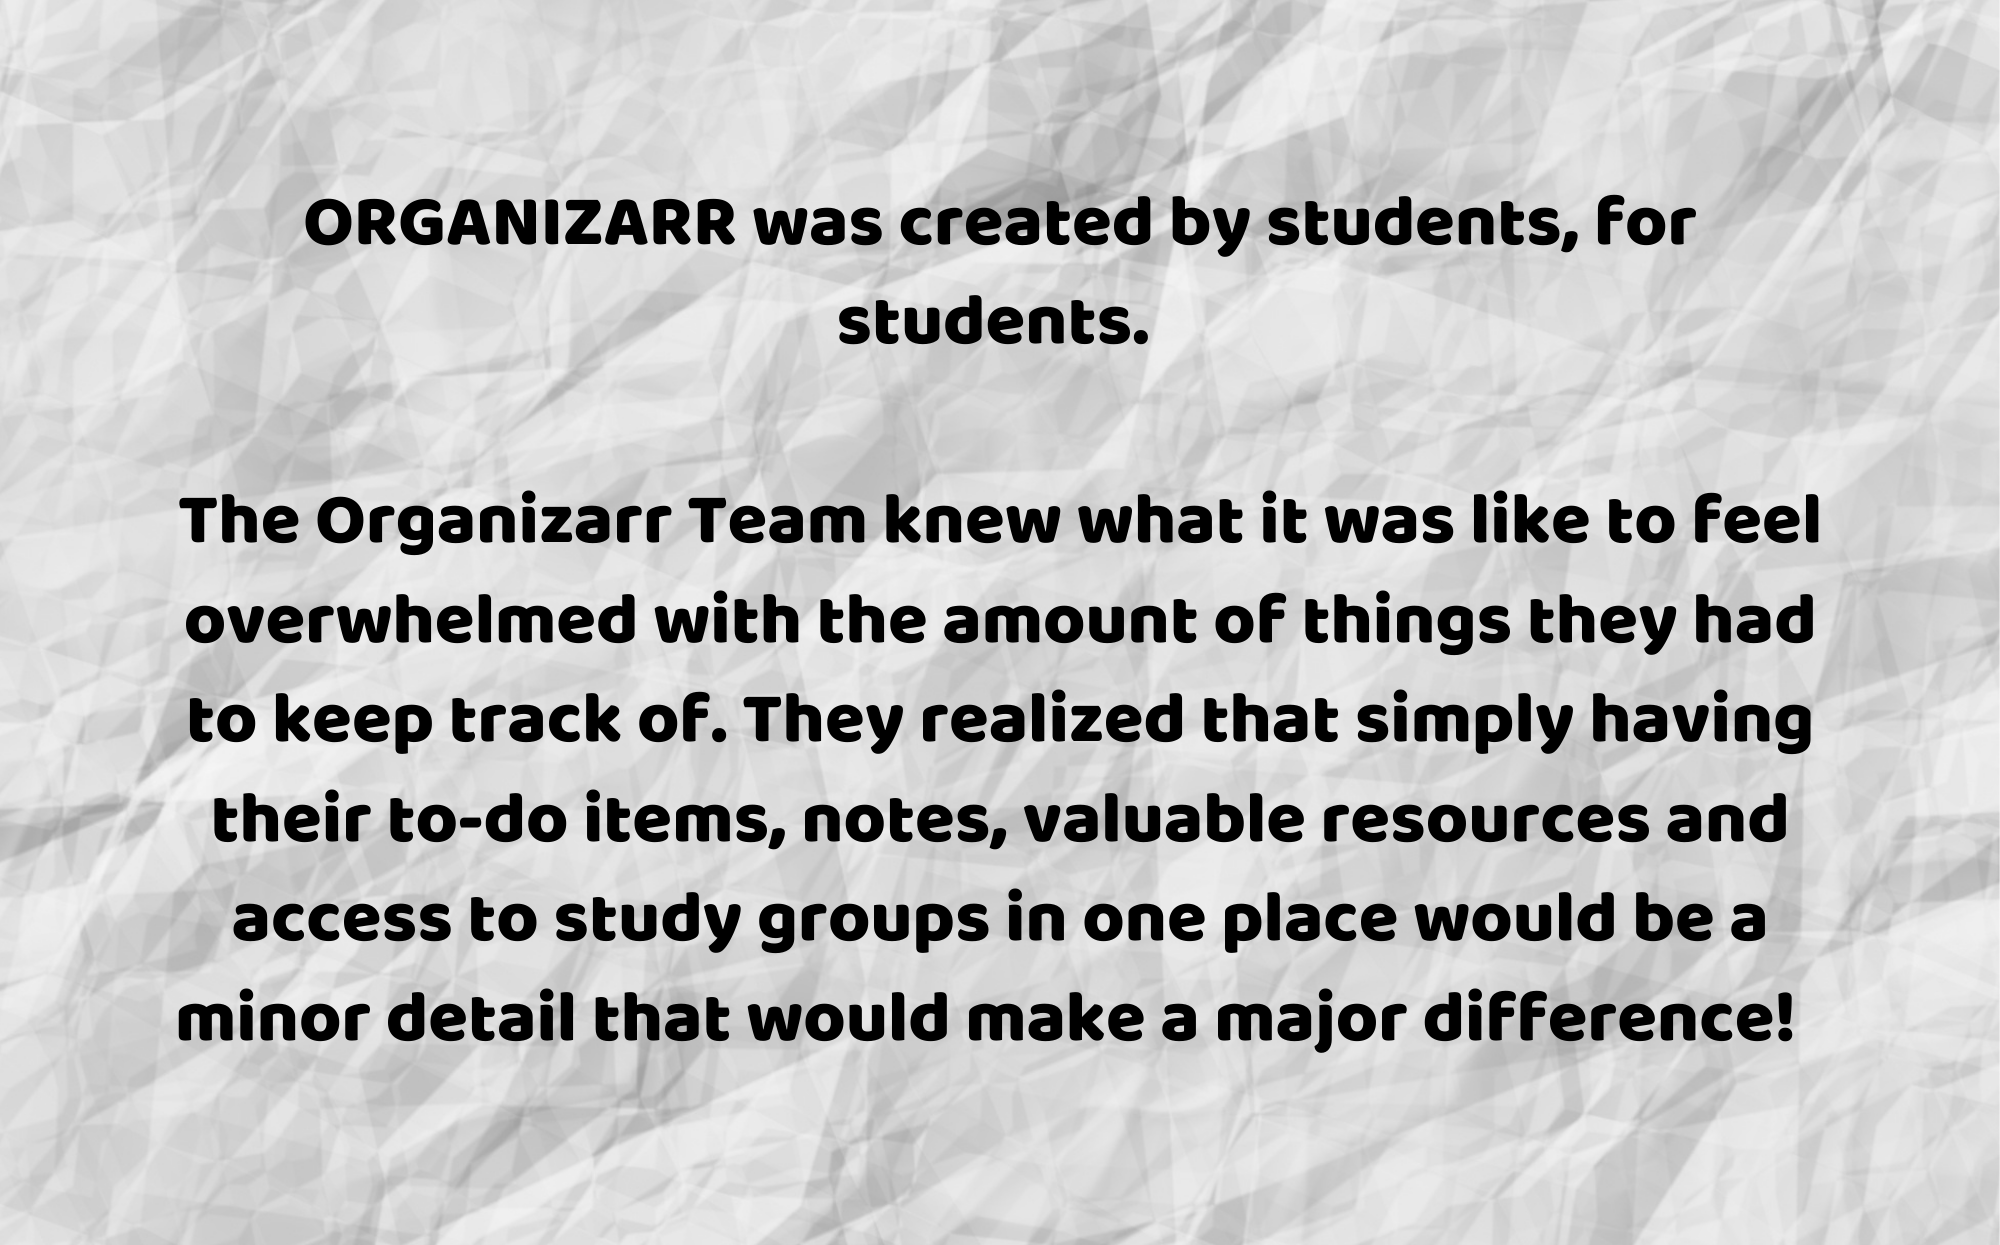 ORGANIZARR was created by students, for
students.
The Organizarr Team knew what it was like to feel
overwhelmed with the amount of things they had
to keep track of. They realized that simply having
their to-do items, notes, valuable resources and
access to study groups in one place would be a
minor detail that would make a major difference!